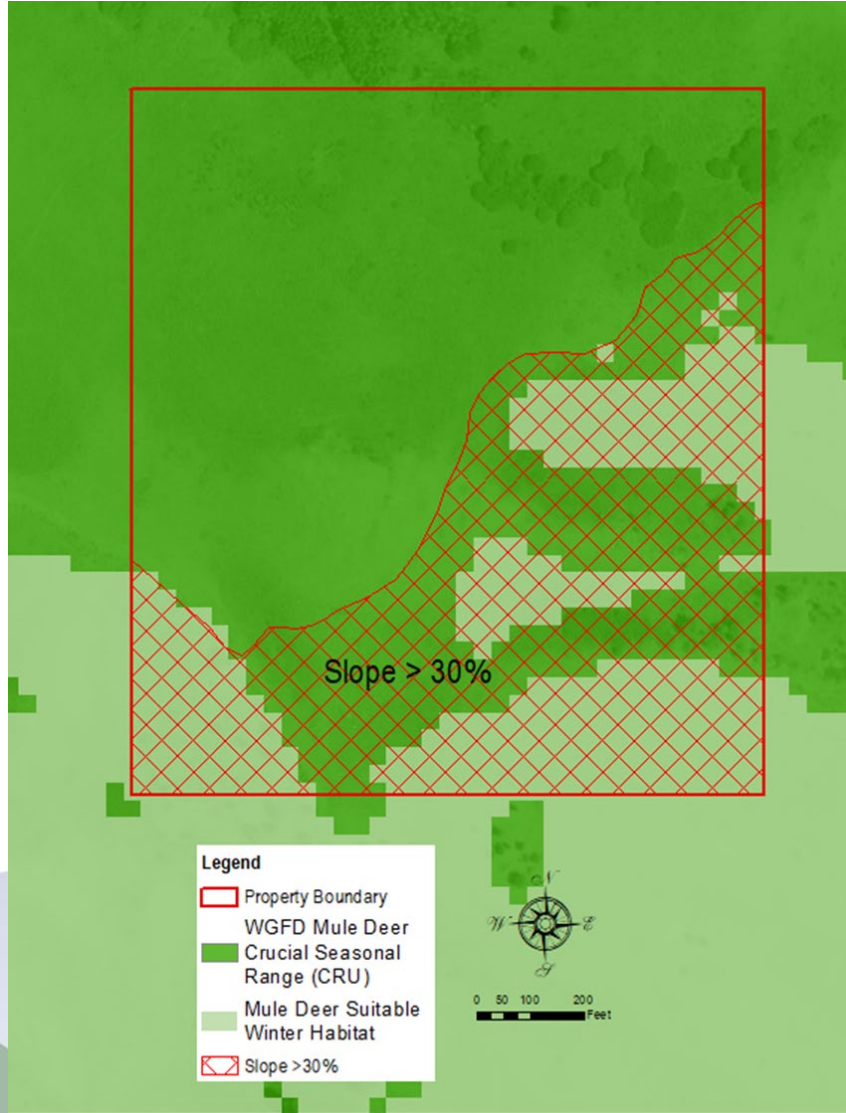 Slope > 30%
Legend
Property Boundary
WGFD Mule Deer
Crucial Seasonal
Range (CRU)
Mule Deer Suitable
Winter Habitat
Slope >30%
N
W E
S
0 50 100 200
Feet